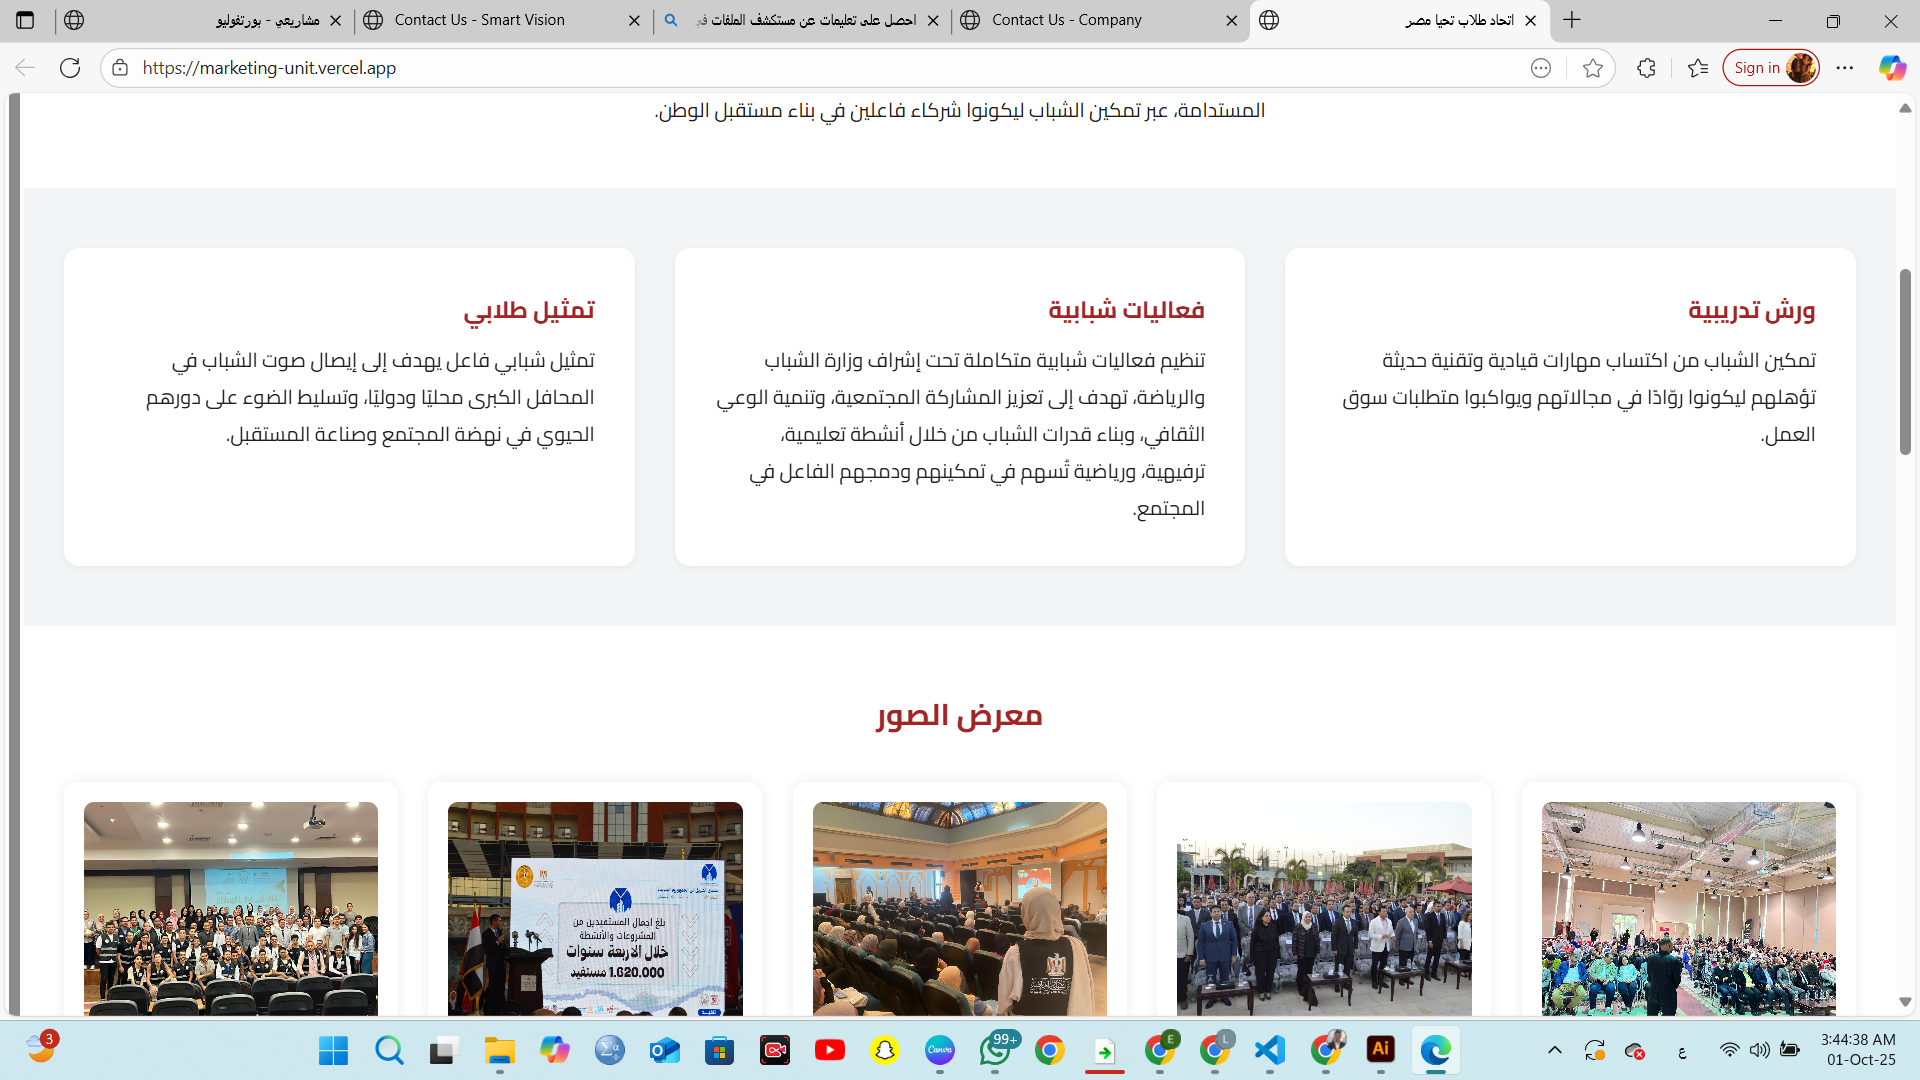 مشاريعي - بورتفوليو
Contact Us - Smart Vision
احصل على تعليمات عن مستكشف الملفات في
Contact Us - Company
اتحاد طلاب تحيا مصر
https://marketing-unit.vercel.app
Sign in
المستدامة، عبر تمكين الشباب ليكونوا شركاء فاعلين في بناء مستقبل الوطن.
ورش تدريبية
تمكين الشباب من اكتساب مهارات قيادية وتقنية حديثة
تؤهلهم ليكونوا روّادًا في مجالاتهم ويواكبوا متطلبات سوق
العمل.
فعاليات شبابية
تنظيم فعاليات شبابية متكاملة تحت إشراف وزارة الشباب
والرياضة، تهدف إلى تعزيز المشاركة المجتمعية، وتنمية الوعي
الثقافي، وبناء قدرات الشباب من خلال أنشطة تعليمية،
ترفيهية، ورياضية تُسهم في تمكينهم ودمجهم الفاعل في
المجتمع.
تمثيل طلابي
تمثيل شبابي فاعل يهدف إلى إيصال صوت الشباب في
المحافل الكبرى محليًا ودوليًا، وتسليط الضوء على دورهم
الحيوي في نهضة المجتمع وصناعة المستقبل.
معرض الصور
بلغ اجمال المستفيدين من
المشروعات والأنشطة
خلال الاربعة سنوات
1.620.000 مستفيد
3
Canva
99+
E
L
Ai
ع
3:44:38 AM
01-Oct-25